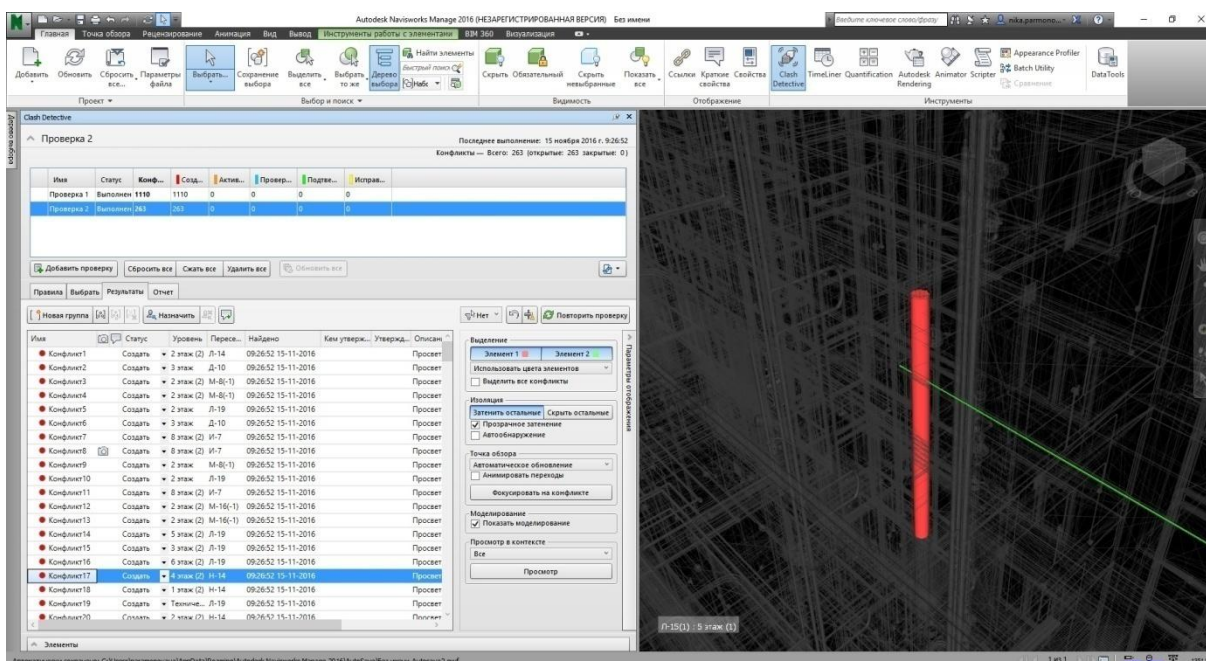 Autodesk Navisworks Manage 2016 (НЕЗАРЕГИСТРИРОВАННАЯ ВЕРСИЯ) Без имени
Введите ключевое слово/фразу
Главная Точка обзора Рецензирование Анимация Вид Вывод Инструменты работы с элементами BIM 360 Визуализация
Добавить Обновить Сбросить все... Параметры файла
Проект
Выбрать... Сохранение выбора Выделить все Выбрать то же Дерево выбора
Найти элементы
Быстрый поиск
Выбор и поиск
Скрыть Обязательный Скрыть невыбранные Показать все
Видимость
Ссылки Краткие свойства Свойства
Отображение
Clash Detective TimeLiner Quantification Autodesk Rendering Animator Scripter
Appearance Profiler
Batch Utility
Сравнение
DataTools
Инструменты
Дерево выбора
Clash Detective
Проверка 2
Последнее выполнение: 15 ноября 2016 г. 9:26:52
Конфликты — Всего: 263 (открытые: 263 закрытые: 0)
Имя Статус Конф... Созд... Актив... Провер... Подтве... Исправ...
Проверка 1 Выполнен 1110 1110 0 0 0 0
Проверка 2 Выполнен 263 263 0 0 0 0
Добавить проверку Сбросить все Сжать все Удалить все Обновить все
Правила Выбрать Результаты Отчет
Новая группа Назначить Нет Повторить проверку
Имя Статус Уровень Пересе... Найдено Кем утверж... Утвержд... Описан
Конфликт1 Создать 2 этаж (2) Л-14 09:26:52 15-11-2016 Просвет
Конфликт2 Создать 3 этаж Д-10 09:26:52 15-11-2016 Просвет
Конфликт3 Создать 2 этаж (2) М-8(-1) 09:26:52 15-11-2016 Просвет
Конфликт4 Создать 2 этаж (2) М-8(-1) 09:26:52 15-11-2016 Просвет
Конфликт5 Создать 2 этаж Л-19 09:26:52 15-11-2016 Просвет
Конфликт6 Создать 3 этаж Д-10 09:26:52 15-11-2016 Просвет
Конфликт7 Создать 8 этаж (2) И-7 09:26:52 15-11-2016 Просвет
Конфликт8 Создать 8 этаж (2) И-7 09:26:52 15-11-2016 Просвет
Конфликт9 Создать 2 этаж М-8(-1) 09:26:52 15-11-2016 Просвет
Конфликт10 Создать 2 этаж Л-19 09:26:52 15-11-2016 Просвет
Конфликт11 Создать 8 этаж (2) И-7 09:26:52 15-11-2016 Просвет
Конфликт12 Создать 2 этаж (2) М-16(-1) 09:26:52 15-11-2016 Просвет
Конфликт13 Создать 2 этаж (2) М-16(-1) 09:26:52 15-11-2016 Просвет
Конфликт14 Создать 5 этаж (2) Л-19 09:26:52 15-11-2016 Просвет
Конфликт15 Создать 3 этаж (2) Л-19 09:26:52 15-11-2016 Просвет
Конфликт16 Создать 6 этаж (2) Л-19 09:26:52 15-11-2016 Просвет
Конфликт17 Создать 4 этаж (2) Н-14 09:26:52 15-11-2016 Просвет
Конфликт18 Создать 1 этаж (2) Н-14 09:26:52 15-11-2016 Просвет
Конфликт19 Создать Техниче... Л-19 09:26:52 15-11-2016 Просвет
Конфликт20 Создать 2 этаж (2) Н-14 09:26:52 15-11-2016 Просвет
Выделение
Элемент 1 Элемент 2
Использовать цвета элементов
Выделить все конфликты
Изоляция
Затенить остальные Скрыть остальные
Прозрачное затенение
Автообнаружение
Точка обзора
Автоматическое обновление
Анимировать переходы
Фокусировать на конфликте
Моделирование
Показать моделирование
Просмотр в контексте
Все
Просмотр
Параметры отображения
Элементы
Л-15(1) : 5 этаж (1)
1 из 1